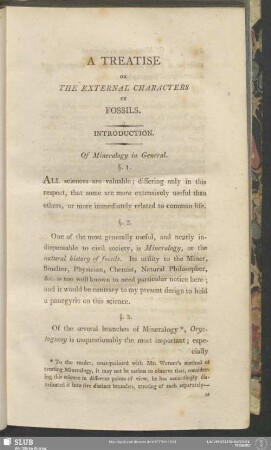 A TREATISE
ON
THE EXTERNAL CHARACTERS
OF
FOSSILS.
INTRODUCTION.
Of Mineralogy in General.
§. 1.
ALL sciences are valuable; differing only in this
respect, that some are more extensively useful than
others, or more immediately related to common life.
§. 2.
One of the most generally useful, and nearly in-
dispensable to civil society, is Mineralogy, or the
natural history of fossils. Its utility to the Miner,
Smelter, Physician, Chemist, Natural Philosopher,
&c. is too well known to need particular notice here;
and it would be contrary to my present design to hold
a panegyric on this science.
§. 3.
Of the several branches of Mineralogy*, Oryc-
tognosy is unquestionably the most important; esp-
cially
* To the reader, unacquainted with Mr. Werner's method of
treating Mineralogy, it may not be useless to observe that, consider-
ing this science in different points of view, he has accordingly dis-
tributed it into five distinct branches, treating of each separately—
SLUB
Wir führen Wissen.